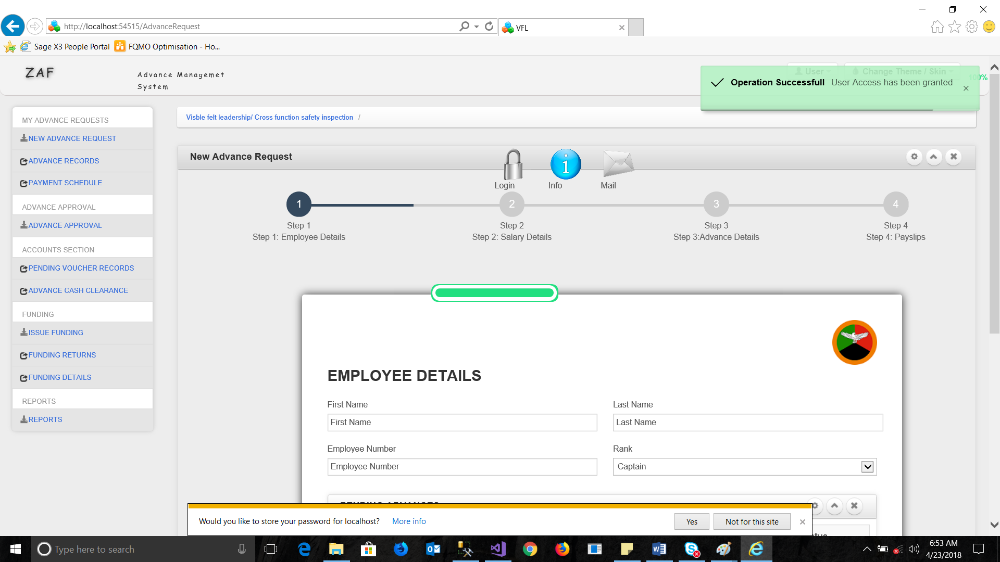 http://localhost:54515/AdvanceRequest
VFL
Sage X3 People Portal
FQMO Optimisation - Ho...
ZAF
Advance Managemet
System
User
Change Theme / Skin
100%
Operation Successfull User Access has been granted
MY ADVANCE REQUESTS
NEW ADVANCE REQUEST
ADVANCE RECORDS
PAYMENT SCHEDULE
ADVANCE APPROVAL
ADVANCE APPROVAL
ACCOUNTS SECTION
PENDING VOUCHER RECORDS
ADVANCE CASH CLEARANCE
FUNDING
ISSUE FUNDING
FUNDING RETURNS
FUNDING DETAILS
REPORTS
REPORTS
Visble felt leadership/ Cross function safety inspection /
New Advance Request
Login
Info
Mail
1
2
3
4
Step 1
Step 2
Step 3
Step 4
Step 1: Employee Details
Step 2: Salary Details
Step 3:Advance Details
Step 4: Payslips
EMPLOYEE DETAILS
First Name
Last Name
First Name
Last Name
Employee Number
Rank
Employee Number
Captain
PENDING ADVANCES
Would you like to store your password for localhost? More info
Yes
Not for this site
Type here to search
6:53 AM
4/23/2018